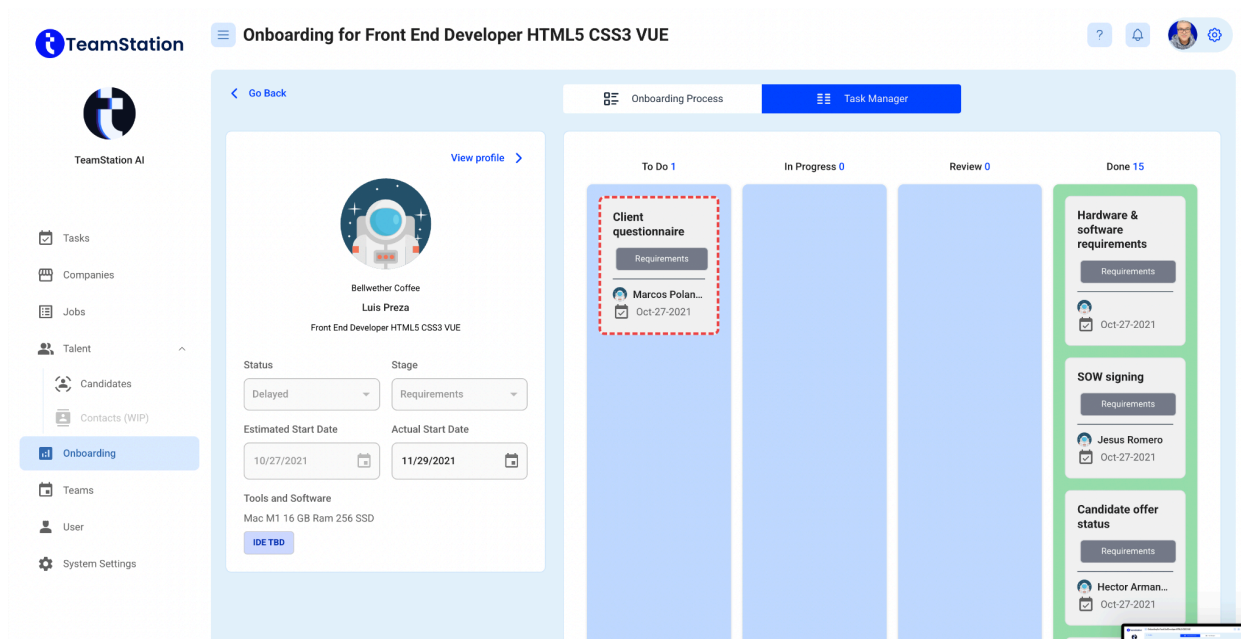 TeamStation
Onboarding for Front End Developer HTML5 CSS3 VUE
?
TeamStation AI
Tasks
Companies
Jobs
Talent
Candidates
Contacts (WIP)
Onboarding
Teams
User
System Settings
Go Back
Onboarding Process
Task Manager
View profile
Bellwether Coffee
Luis Preza
Front End Developer HTML5 CSS3 VUE
Status
Stage
Delayed
Requirements
Estimated Start Date
Actual Start Date
10/27/2021
11/29/2021
Tools and Software
Mac M1 16 GB Ram 256 SSD
IDE TBD
To Do 1
In Progress 0
Review 0
Done 15
Client
questionnaire
Requirements
Marcos Polan...
Oct-27-2021
Hardware &
software
requirements
Requirements
Oct-27-2021
SOW signing
Requirements
Jesus Romero
Oct-27-2021
Candidate offer
status
Requirements
Hector Arman...
Oct-27-2021